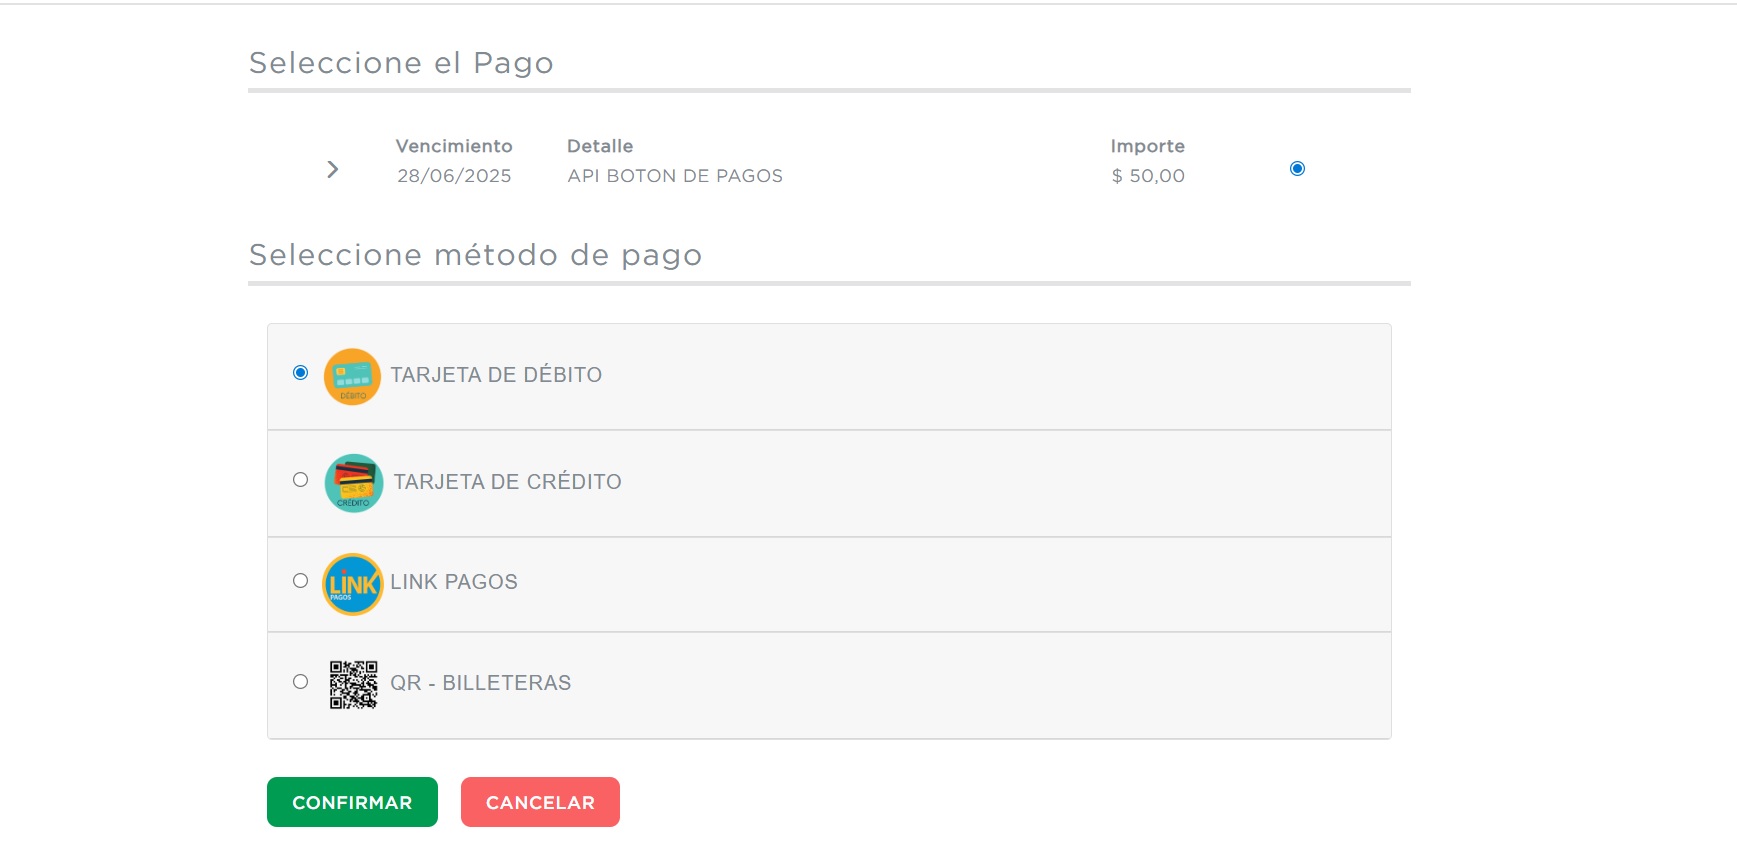 Seleccione el Pago
Vencimiento Detalle Importe
28/06/2025 API BOTON DE PAGOS $ 50,00
Seleccione método de pago
DÉBITO
TARJETA DE DÉBITO
CRÉDITO
TARJETA DE CRÉDITO
LINK
PAGOS
LINK PAGOS
QR - BILLETERAS
CONFIRMAR CANCELAR